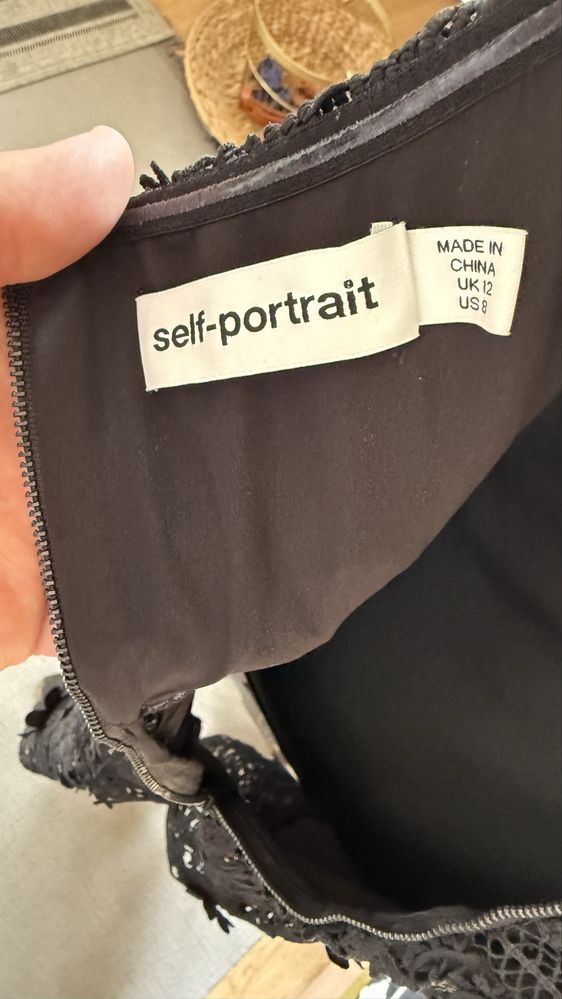 self-portrait
MADE IN
CHINA
UK 12
US 8